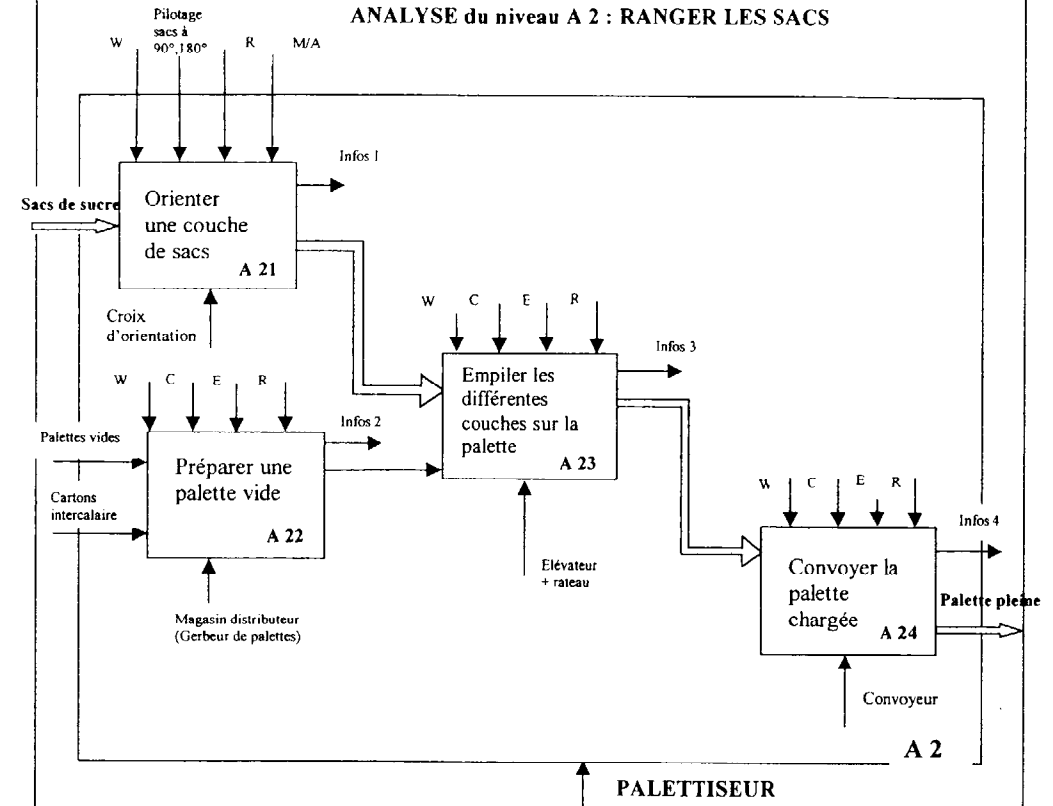 ANALYSE du niveau A 2 : RANGER LES SACS
Pilotage
sacs à
90°,180°
W
R
M/A
Infos 1
Sacs de sucre
Orienter
une couche
de sacs
A 21
Croix
d'orientation
W
C
E
R
Infos 3
W
C
E
R
Infos 2
Palettes vides
Cartons
intercalaire
Préparer une
palette vide
A 22
Empiler les
différentes
couches sur la
palette
A 23
Magasin distributeur
(Gerbeur de palettes)
Elévateur
+ rateau
W
C
E
R
Infos 4
Convoyer la
palette
chargée
A 24
Palette pleine
Convoyeur
A 2
PALETTISEUR